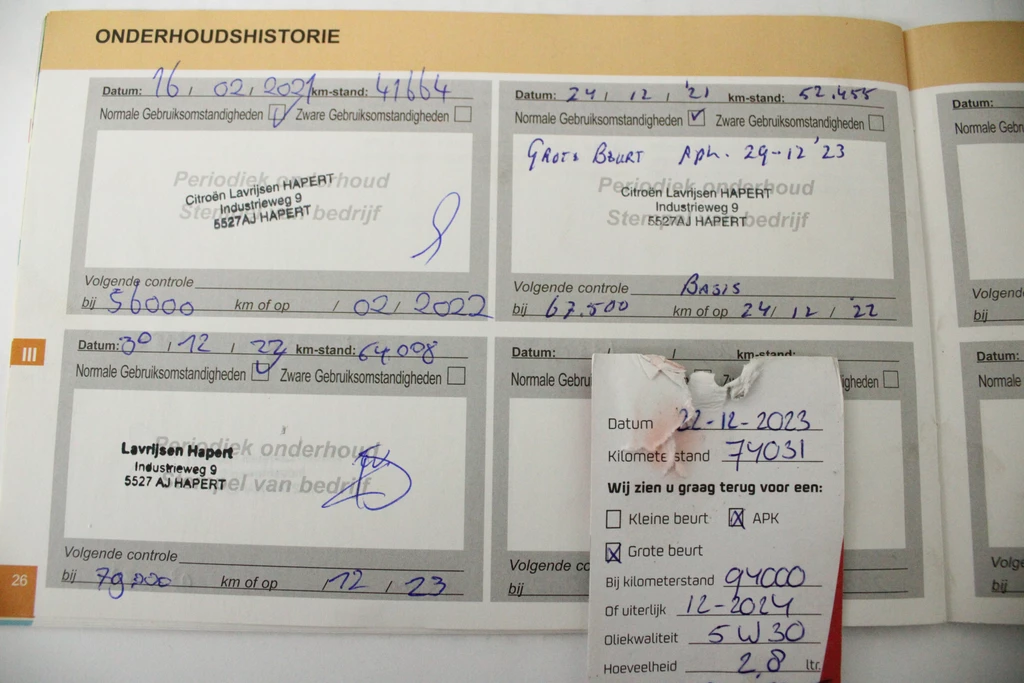 ONDERHOUDSHISTORIE
Datum: 16 / 02 / 2021 km-stand: 41664
Normale Gebruiksomstandigheden Zware Gebruiksomstandigheden
Periodiek onderhoud
Stempel van bedrijf
Citroën Lavrijsen HAPERT
Industrieweg 9
5527AJ HAPERT
Volgende controle
bij 56000 km of op / 02 / 2022
Datum: 24 / 12 / '21 km-stand: 52.455
Normale Gebruiksomstandigheden Zware Gebruiksomstandigheden
GROTE BEURT APK. 29-12 '23
Periodiek onderhoud
Stempel van bedrijf
Citroën Lavrijsen HAPERT
Industrieweg 9
5527AJ HAPERT
Volgende controle BASIS
bij 67.500 km of op 24 / 12 / 22
III
Datum: 30 / 12 / 22 km-stand: 64008
Normale Gebruiksomstandigheden Zware Gebruiksomstandigheden
Periodiek onderhoud
Stempel van bedrijf
Lavrijsen Hapert
Industrieweg 9
5527 AJ HAPERT
Volgende controle
bij 79.000 km of op 12 / 23
26
Datum: / / km-stand:
Normale Gebru igheden
Volgende co
bij
Datum 22-12-2023
Kilometerstand 74031
Wij zien u graag terug voor een:
Kleine beurt APK
Grote beurt
Bij kilometerstand 94000
Of uiterlijk 12-2024
Oliekwaliteit 5W30
Hoeveelheid 2,8 ltr.
Datum:
Normale Geb
Volgend
bij
Datum:
Normale
Volge
bij